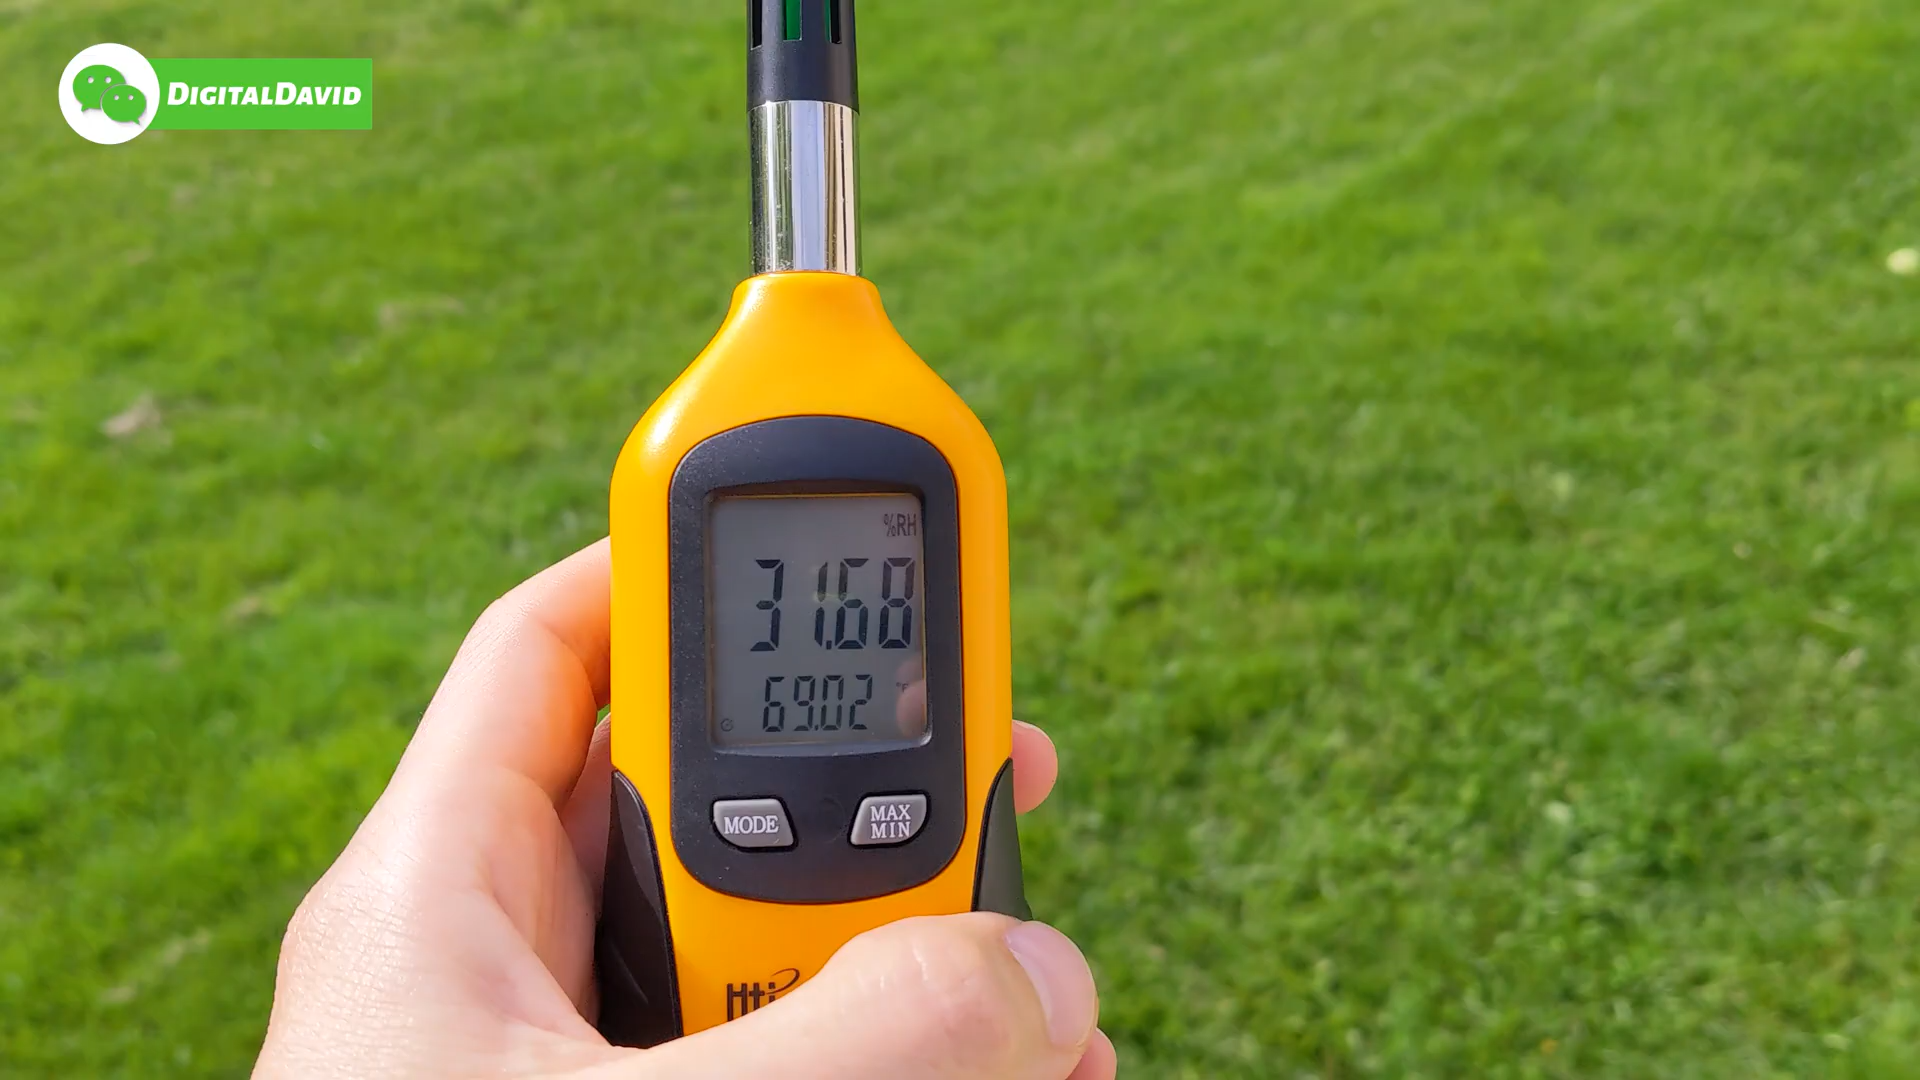 DIGITALDAVID
%RH
31.68
69.02 °F
MODE
MAX
MIN
Hti